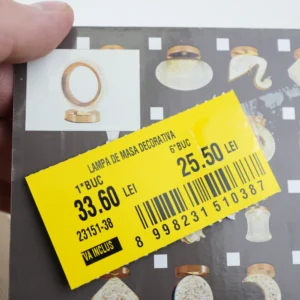 LAMPA DE MASA DECORATIVA
1*BUC 6*BUC
33.60 LEI 25.50 LEI
23151-38
TVA INCLUS
8 998231 510387